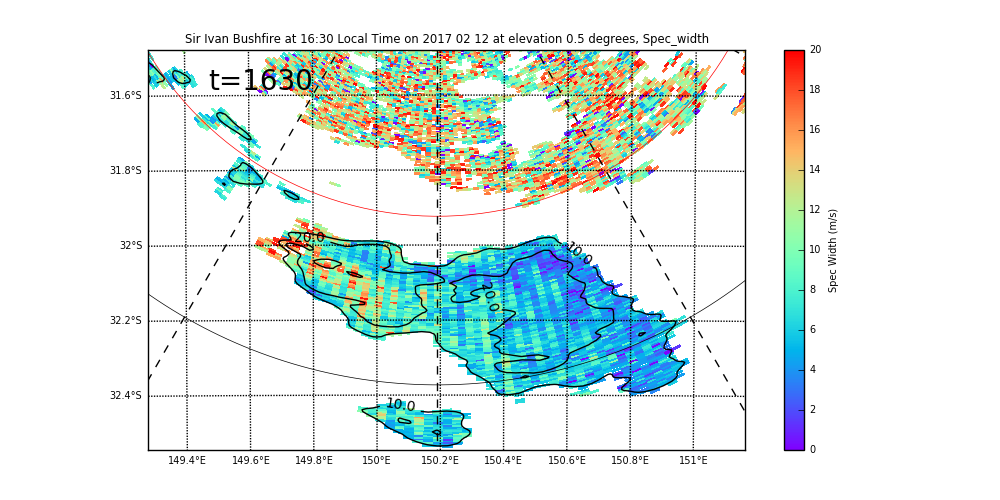 Sir Ivan Bushfire at 16:30 Local Time on 2017 02 12 at elevation 0.5 degrees, Spec_width
t=1630
31.6°S
31.8°S
32°S
32.2°S
32.4°S
20.0
10.0
20.0
10.0
149.4°E 149.6°E 149.8°E 150°E 150.2°E 150.4°E 150.6°E 150.8°E 151°E
20
18
16
14
12
10
8
6
4
2
0
Spec Width (m/s)